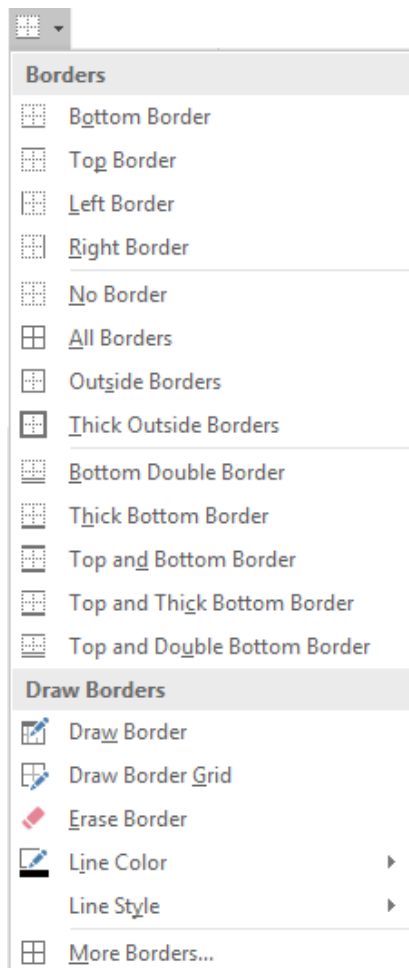 Borders
Bottom Border
Top Border
Left Border
Right Border
No Border
All Borders
Outside Borders
Thick Outside Borders
Bottom Double Border
Thick Bottom Border
Top and Bottom Border
Top and Thick Bottom Border
Top and Double Bottom Border
Draw Borders
Draw Border
Draw Border Grid
Erase Border
Line Color
Line Style
More Borders...